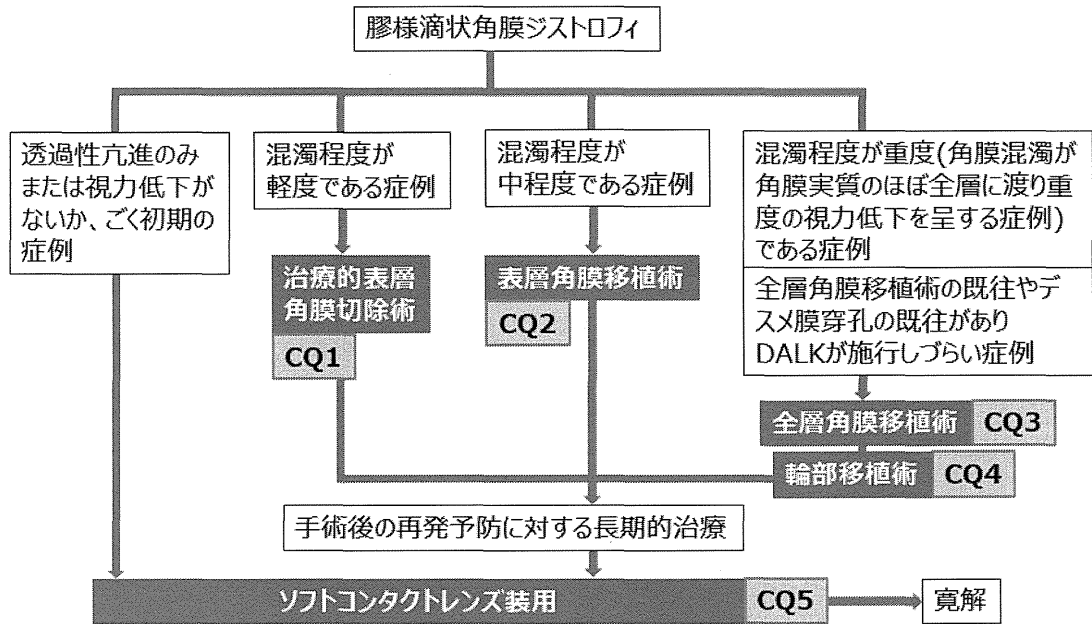 膠様滴状角膜ジストロフィ
透過性亢進のみ
または視力低下が
ないか、ごく初期の
症例
混濁程度が
軽度である症例
混濁程度が
中程度である症例
混濁程度が重度(角膜混濁が
角膜実質のほぼ全層に渡り重
度の視力低下を呈する症例)
である症例
全層角膜移植術の既往やデ
スメ膜穿孔の既往があり
DALKが施行しづらい症例
治療的表層
角膜切除術
CQ1
表層角膜移植術
CQ2
全層角膜移植術 CQ3
輪部移植術 CQ4
手術後の再発予防に対する長期的治療
ソフトコンタクトレンズ装用 CQ5
寛解